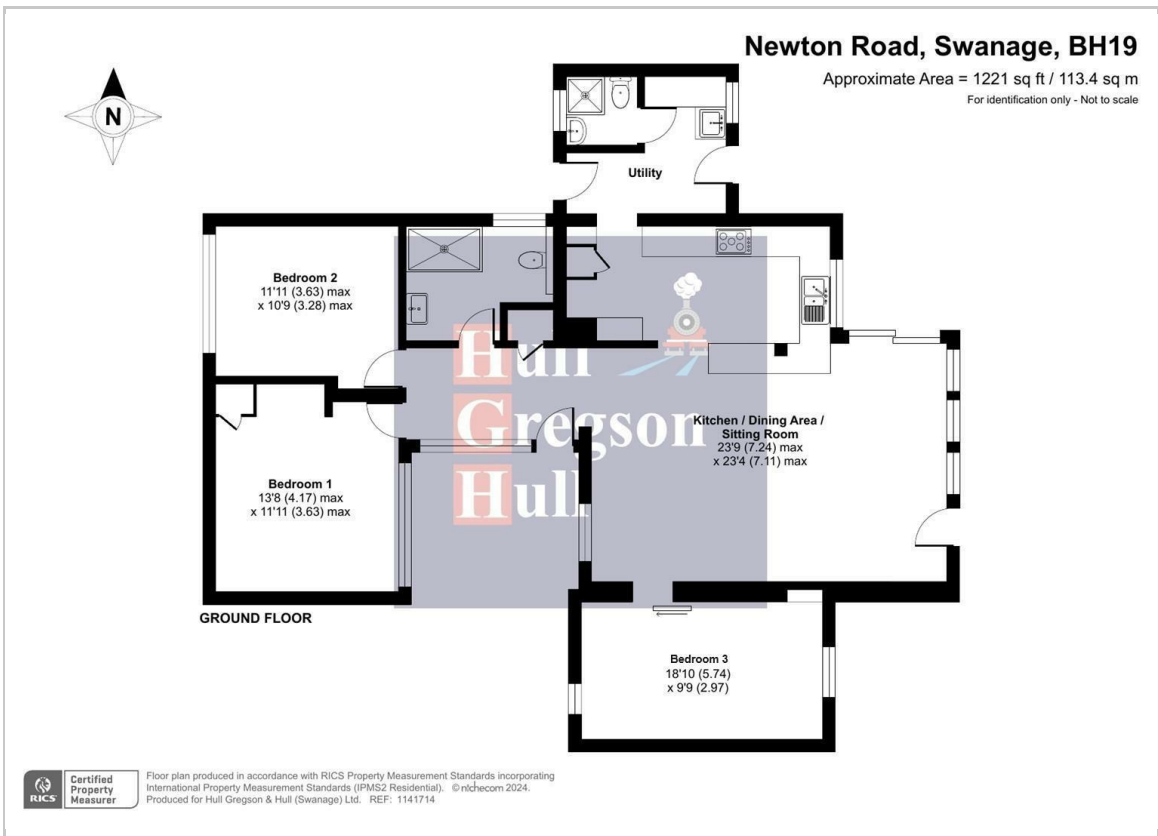 Newton Road, Swanage, BH19
Approximate Area = 1221 sq ft / 113.4 sq m
For identification only - Not to scale
N
Utility
Bedroom 2
11'11 (3.63) max
x 10'9 (3.28) max
Hull
Gregson
Hull
Kitchen / Dining Area /
Sitting Room
23'9 (7.24) max
x 23'4 (7.11) max
Bedroom 1
13'8 (4.17) max
x 11'11 (3.63) max
GROUND FLOOR
Bedroom 3
18'10 (5.74)
x 9'9 (2.97)
RICS
Certified
Property
Measurer
Floor plan produced in accordance with RICS Property Measurement Standards incorporating
International Property Measurement Standards (IPMS2 Residential). © nichecom 2024.
Produced for Hull Gregson & Hull (Swanage) Ltd. REF: 1141714